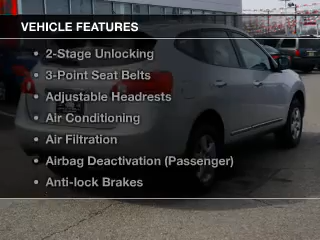 VEHICLE FEATURES
• 2-Stage Unlocking
• 3-Point Seat Belts
• Adjustable Headrests
• Air Conditioning
• Air Filtration
• Airbag Deactivation (Passenger)
• Anti-lock Brakes